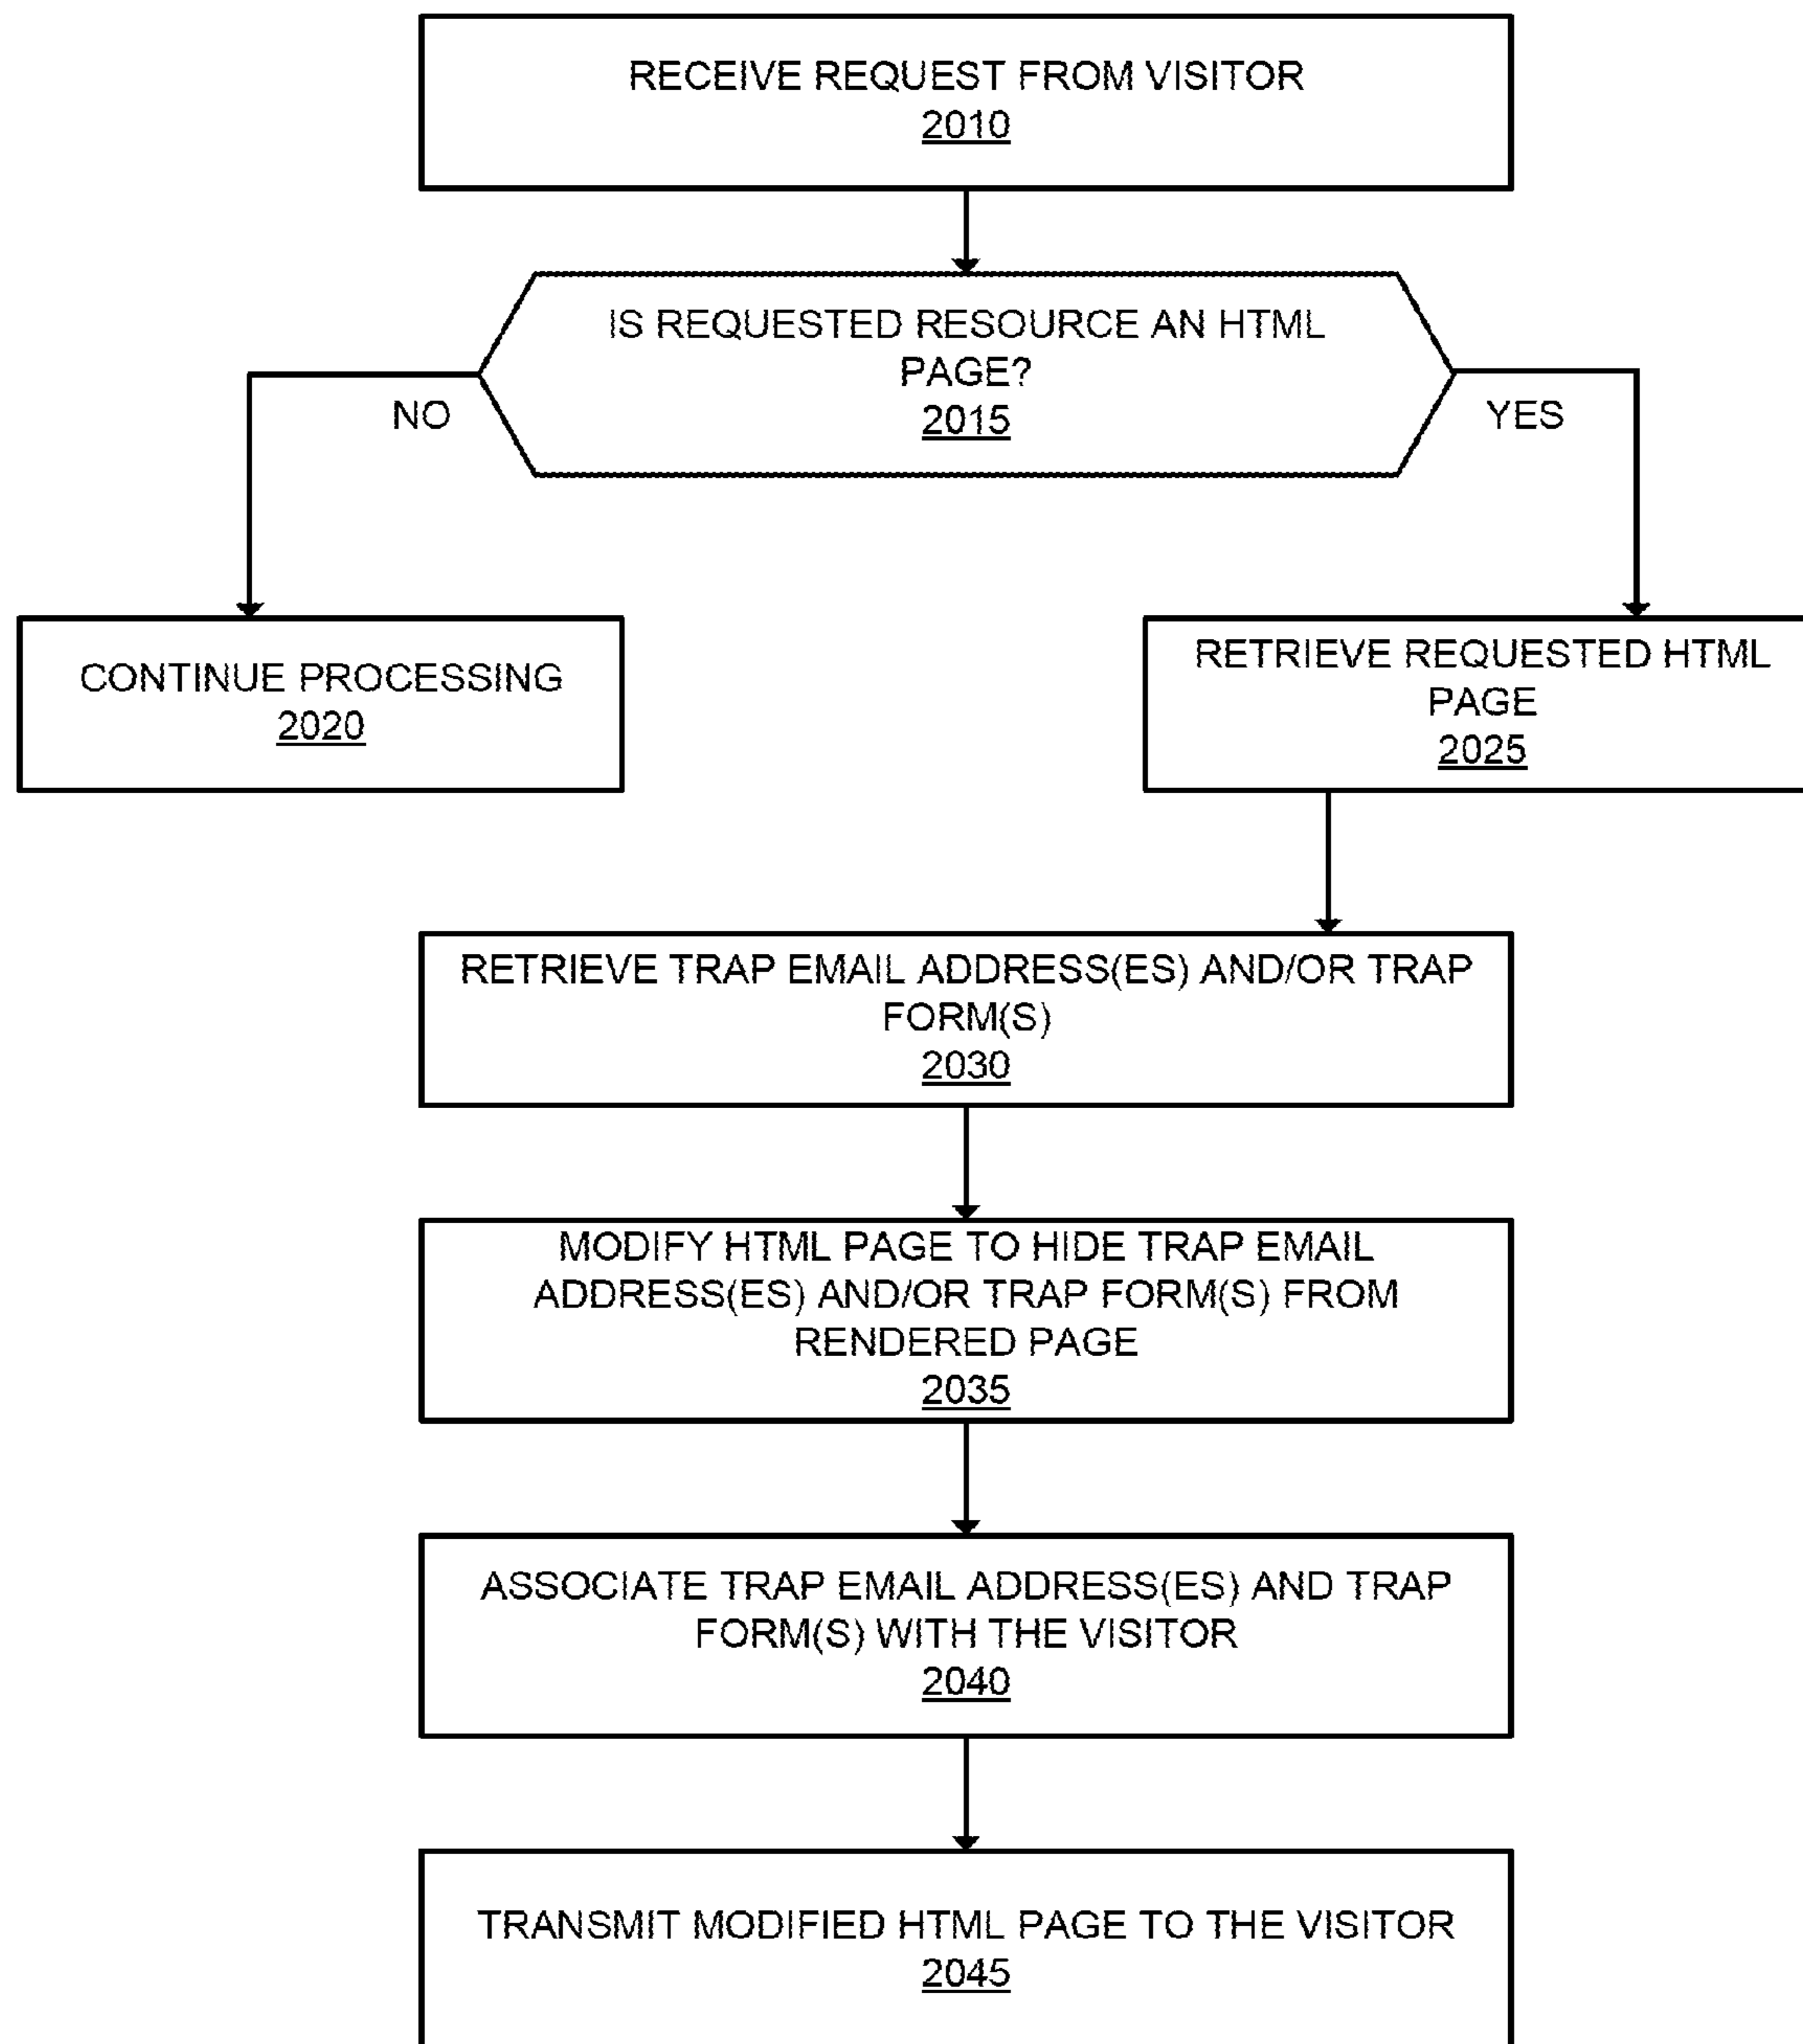 RECEIVE REQUEST FROM VISITOR
2010
IS REQUESTED RESOURCE AN HTML
PAGE?
2015
NO
YES
CONTINUE PROCESSING
2020
RETRIEVE REQUESTED HTML
PAGE
2025
RETRIEVE TRAP EMAIL ADDRESS(ES) AND/OR TRAP
FORM(S)
2030
MODIFY HTML PAGE TO HIDE TRAP EMAIL
ADDRESS(ES) AND/OR TRAP FORM(S) FROM
RENDERED PAGE
2035
ASSOCIATE TRAP EMAIL ADDRESS(ES) AND TRAP
FORM(S) WITH THE VISITOR
2040
TRANSMIT MODIFIED HTML PAGE TO THE VISITOR
2045